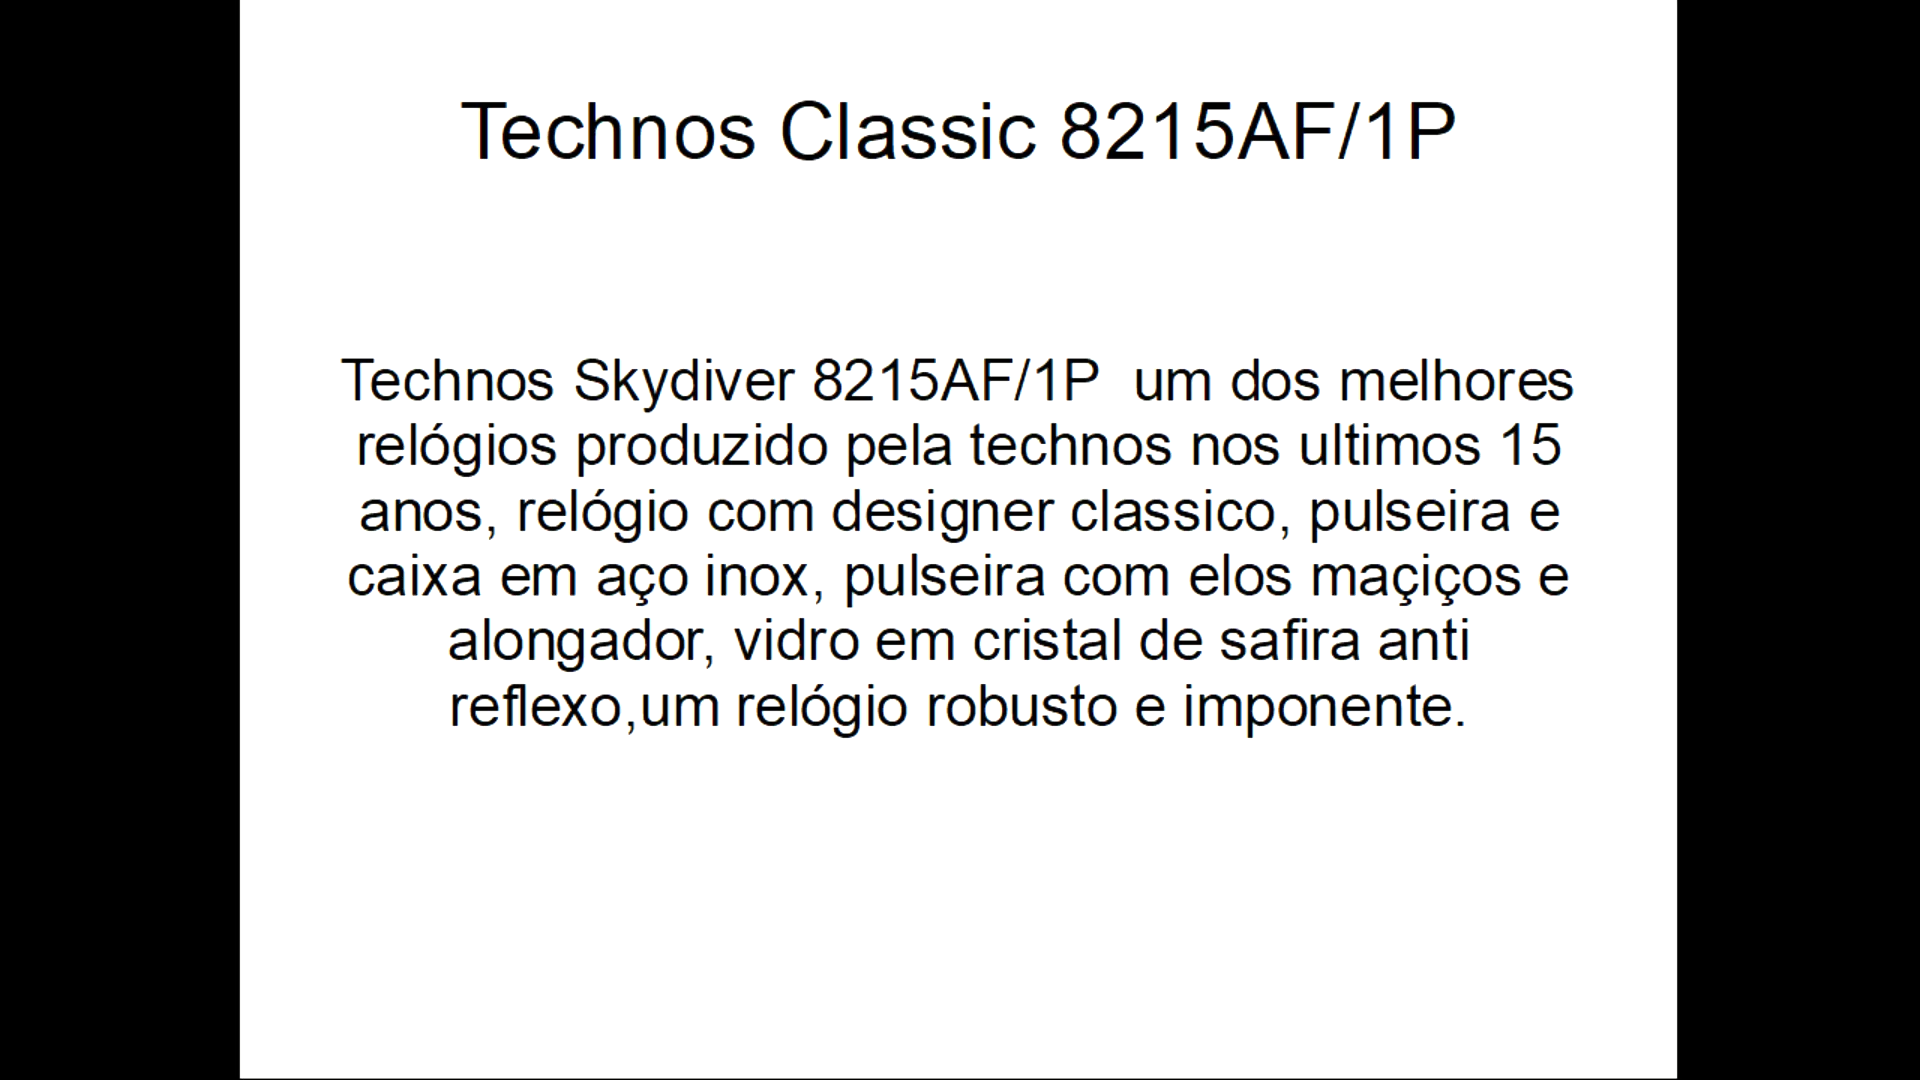 Technos Classic 8215AF/1P
Technos Skydiver 8215AF/1P  um dos melhores
relógios produzido pela technos nos ultimos 15
anos, relógio com designer classico, pulseira e
caixa em aço inox, pulseira com elos maçiços e
alongador, vidro em cristal de safira anti
reflexo,um relógio robusto e imponente.